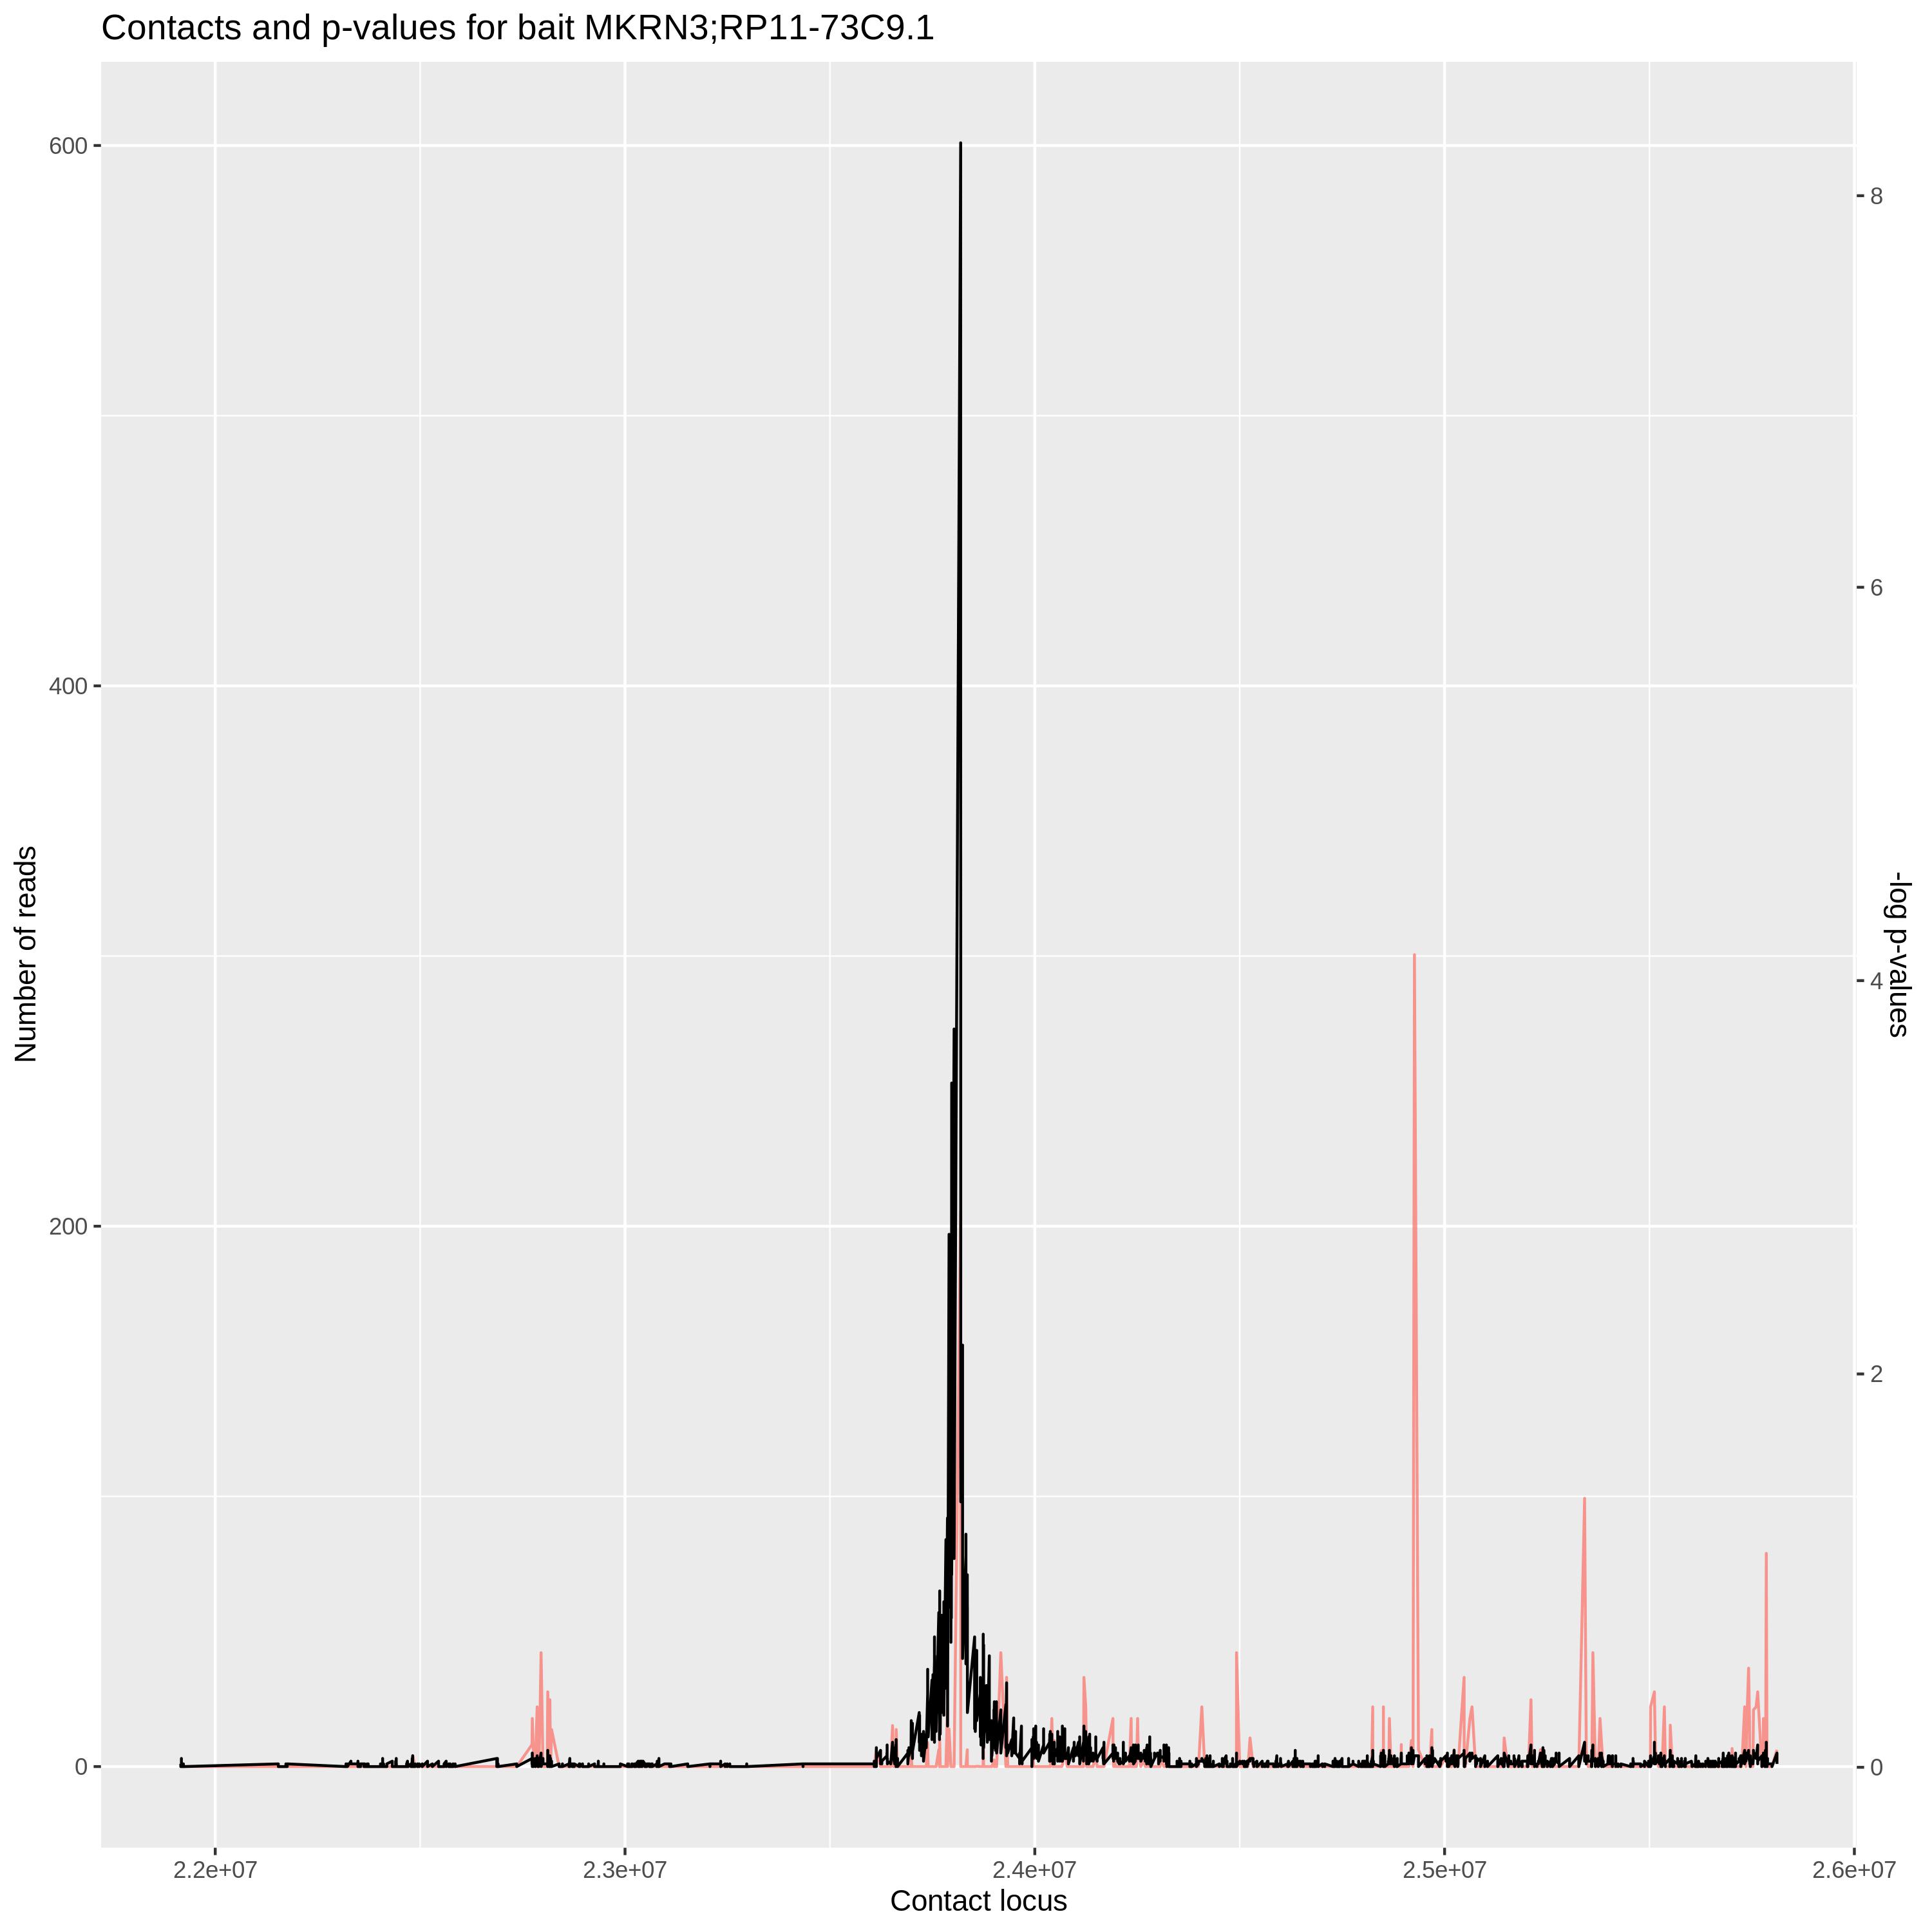 Contacts and p-values for bait MKRN3;RP11-73C9.1
600
400
200
0
Number of reads
8
6
4
2
0
-log p-values
2.2e+07
2.3e+07
2.4e+07
2.5e+07
2.6e+07
Contact locus